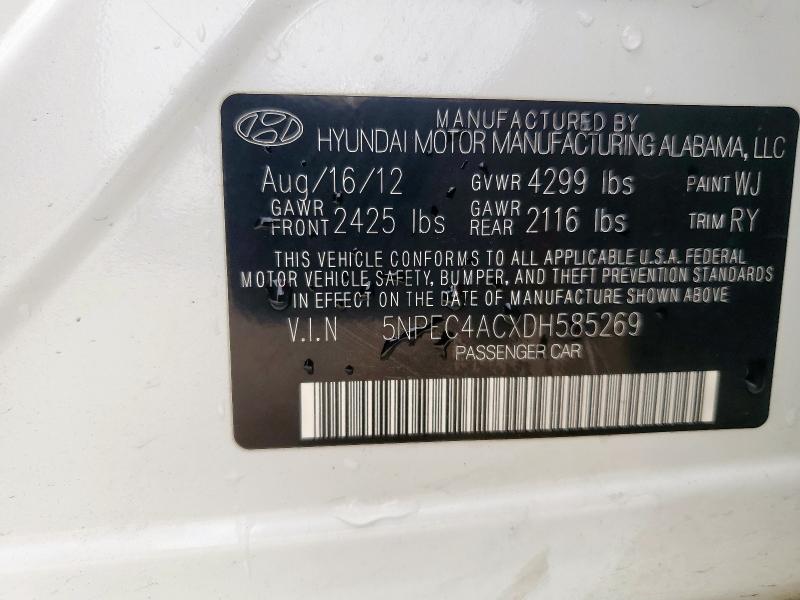 MANUFACTURED BY
HYUNDAI MOTOR MANUFACTURING ALABAMA, LLC
Aug/16/12 GVWR 4299 lbs PAINT WJ
GAWR FRONT 2425 lbs GAWR REAR 2116 lbs TRIM RY
THIS VEHICLE CONFORMS TO ALL APPLICABLE U.S.A. FEDERAL
MOTOR VEHICLE SAFETY, BUMPER, AND THEFT PREVENTION STANDARDS
IN EFFECT ON THE DATE OF MANUFACTURE SHOWN ABOVE
V.I.N 5NPEC4ACXDH585269
PASSENGER CAR